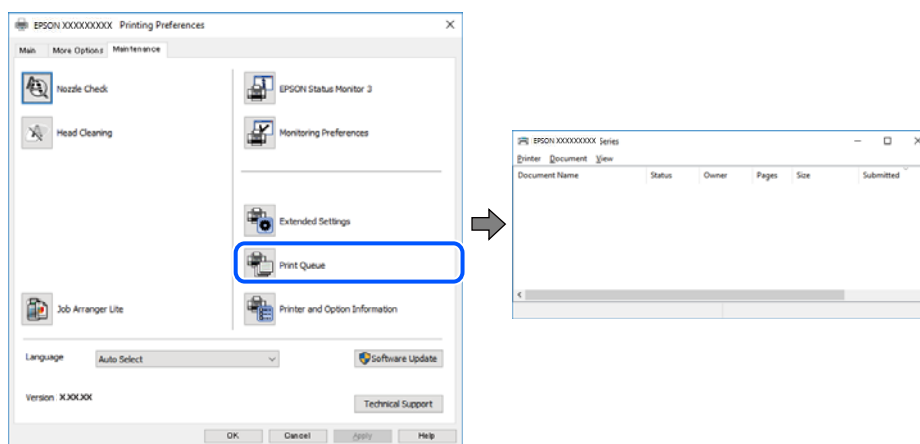 EPSON XXXXXXXXX Printing Preferences
Main More Options Maintenance
Nozzle Check
EPSON Status Monitor 3
Head Cleaning
Monitoring Preferences
Extended Settings
Print Queue
Job Arranger Lite
Printer and Option Information
Language Auto Select
Software Update
Version X.XX.XX
Technical Support
OK Cancel Apply Help
EPSON XXXXXXXXX Series
Printer Document View
Document Name Status Owner Pages Size Submitted